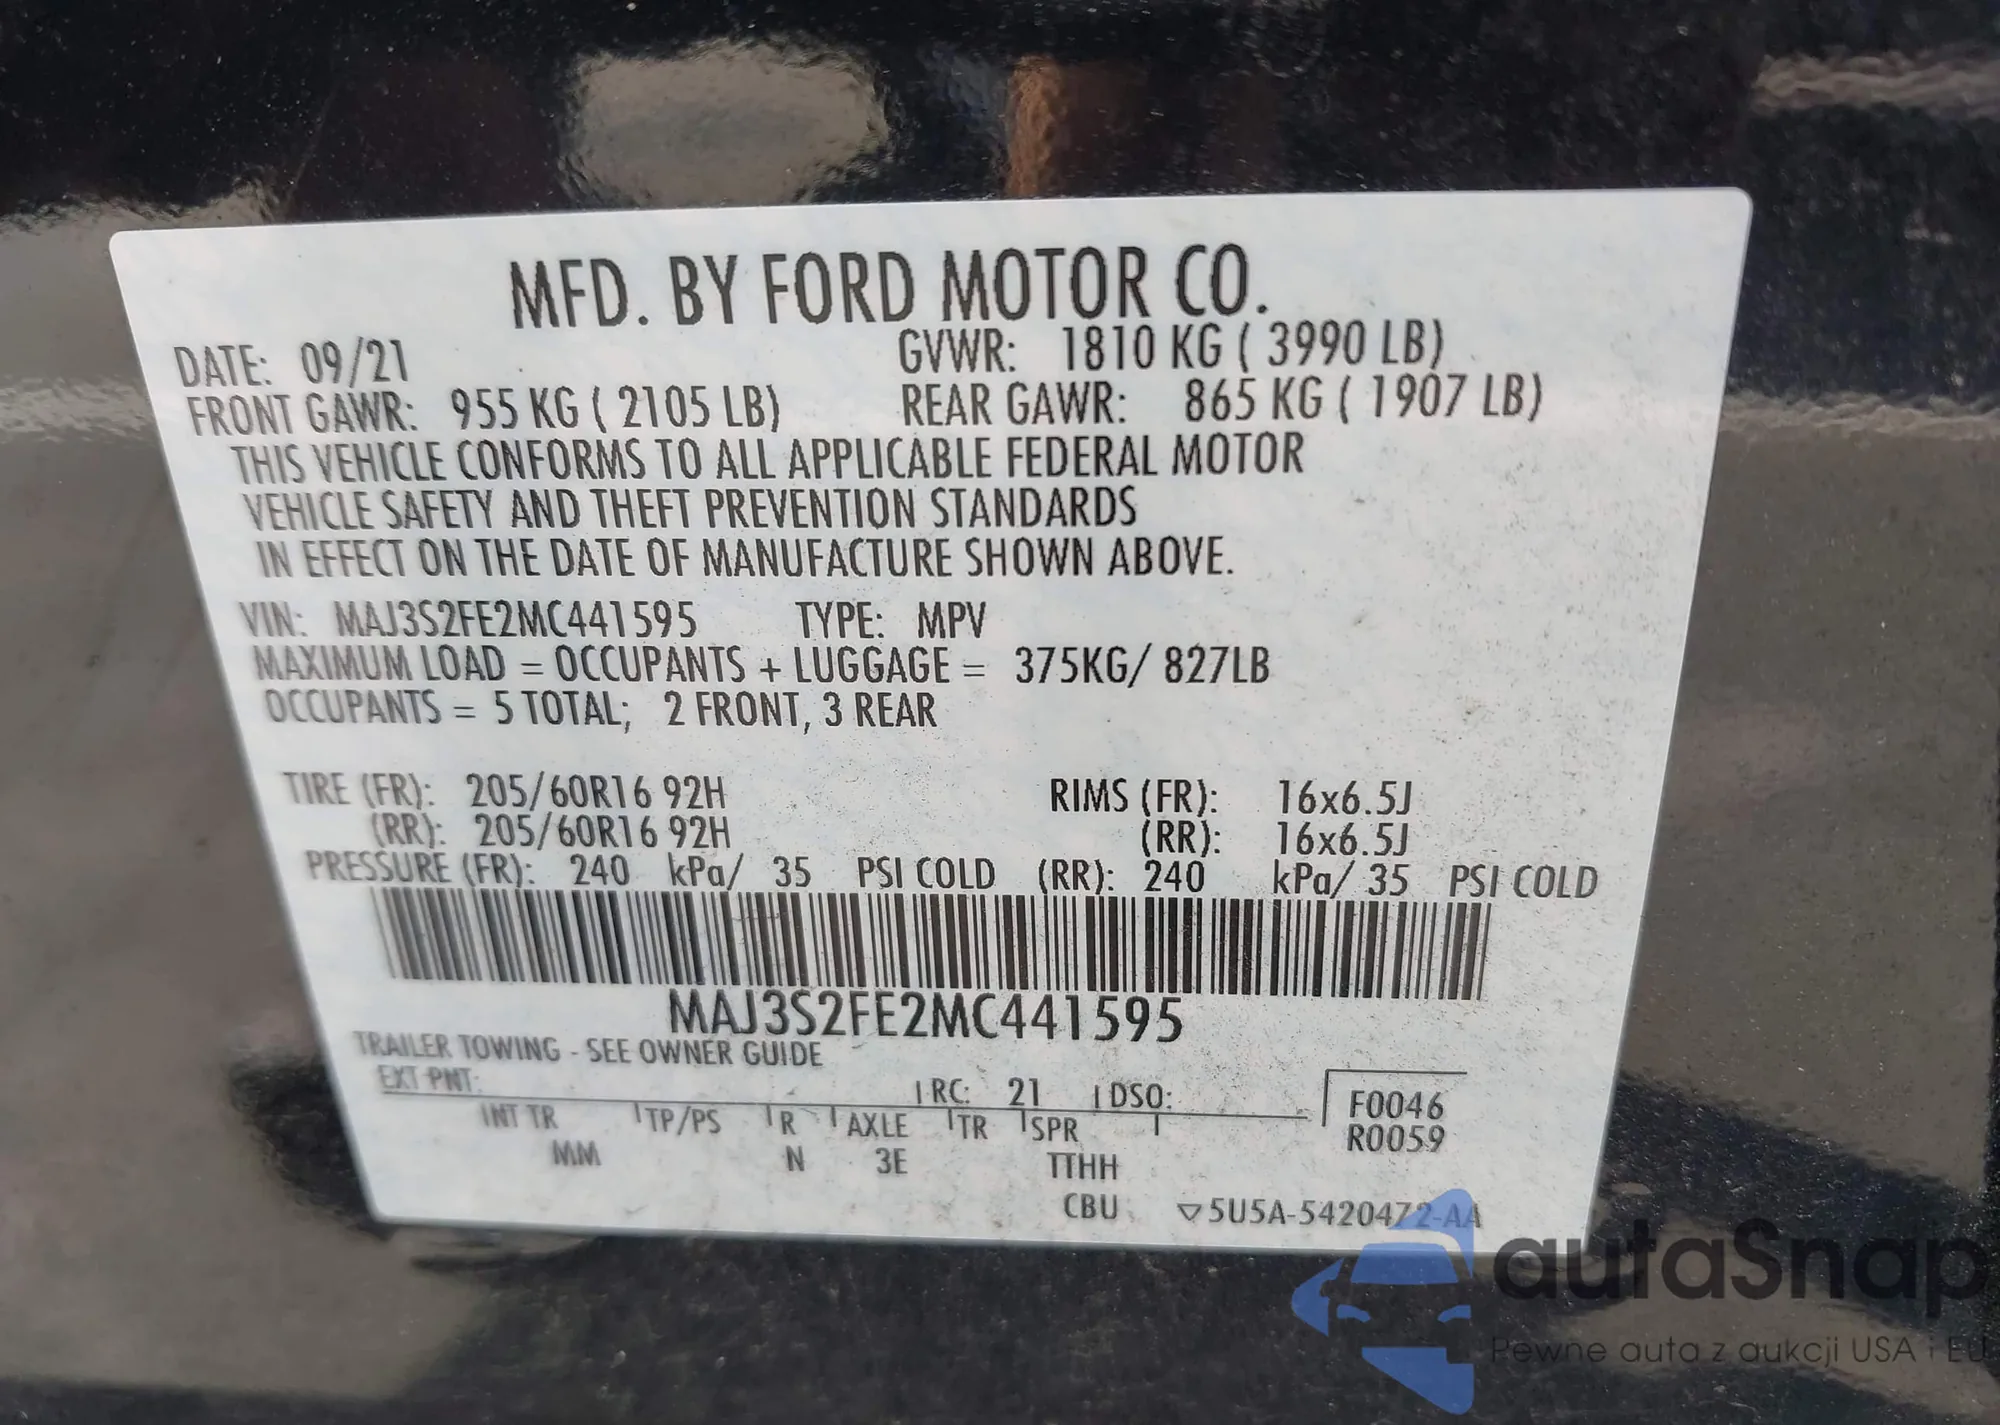 MFD. BY FORD MOTOR CO.
DATE: 09/21 GVWR: 1810 KG ( 3990 LB)
FRONT GAWR: 955 KG ( 2105 LB) REAR GAWR: 865 KG ( 1907 LB)
THIS VEHICLE CONFORMS TO ALL APPLICABLE FEDERAL MOTOR
VEHICLE SAFETY AND THEFT PREVENTION STANDARDS
IN EFFECT ON THE DATE OF MANUFACTURE SHOWN ABOVE.
VIN: MAJ3S2FE2MC441595 TYPE: MPV
MAXIMUM LOAD = OCCUPANTS + LUGGAGE = 375KG/ 827LB
OCCUPANTS = 5 TOTAL; 2 FRONT, 3 REAR
TIRE (FR): 205/60R16 92H RIMS (FR): 16x6.5J
(RR): 205/60R16 92H (RR): 16x6.5J
PRESSURE (FR): 240 kPa/ 35 PSI COLD (RR): 240 kPa/ 35 PSI COLD
MAJ3S2FE2MC441595
TRAILER TOWING - SEE OWNER GUIDE
EXT PNT: RC: 21 DSO: F0046
INT TR TP/PS R AXLE TR SPR R0059
MM N 3E TTHH
CBU ▽5U5A-5420472-AA
autaSnap
Pewne auta z aukcji USA i EU